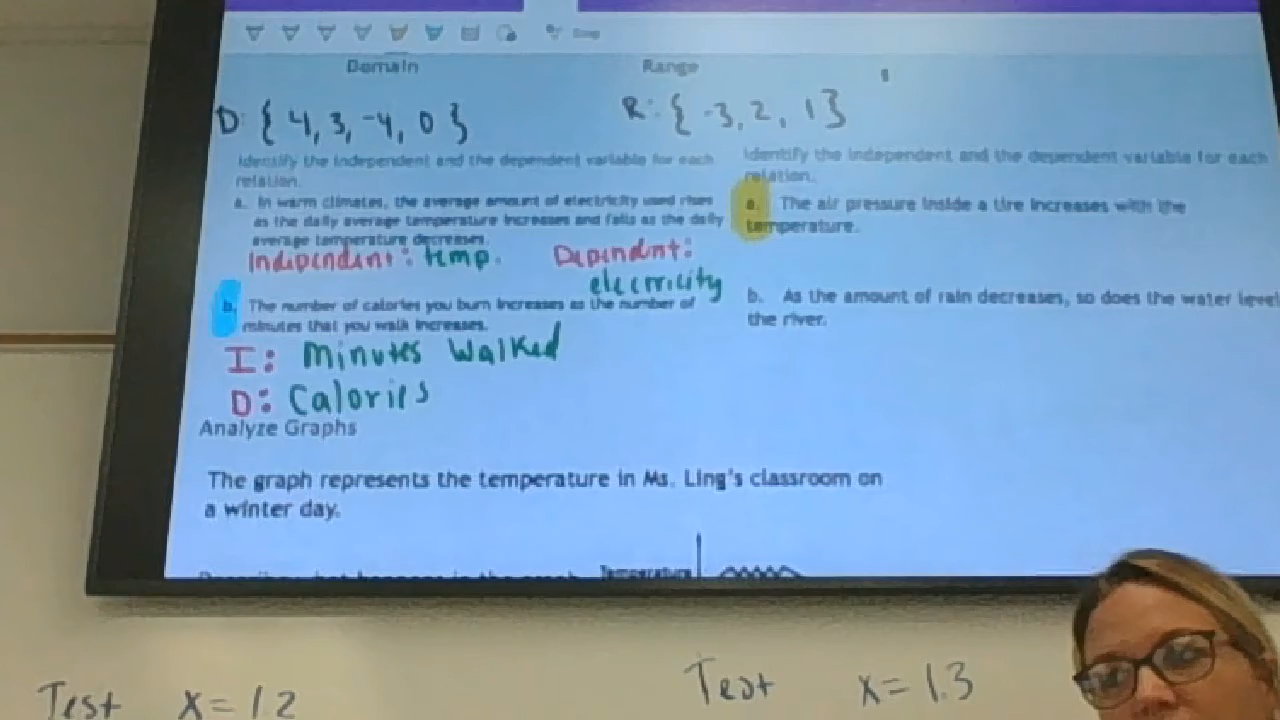 Domain
Range
D: { 4, 3, -4, 0 }
R: { -3, 2, 1 }
Identify the independent and the dependent variable for each
relation.
a. In warm climates, the average amount of electricity used rises
as the daily average temperature increases and falls as the daily
average temperature decreases.
Independent: temp.
Dependent:
electricity
b. The number of calories you burn increases as the number of
minutes that you walk increases.
I: Minutes Walked
D: Calories
Identify the independent and the dependent variable for each
relation.
a. The air pressure inside a tire increases with the
temperature.
b. As the amount of rain decreases, so does the water level
the river.
Analyze Graphs
The graph represents the temperature in Ms. Ling's classroom on
a winter day.
Temperature
Test x=12
Test x=1.3